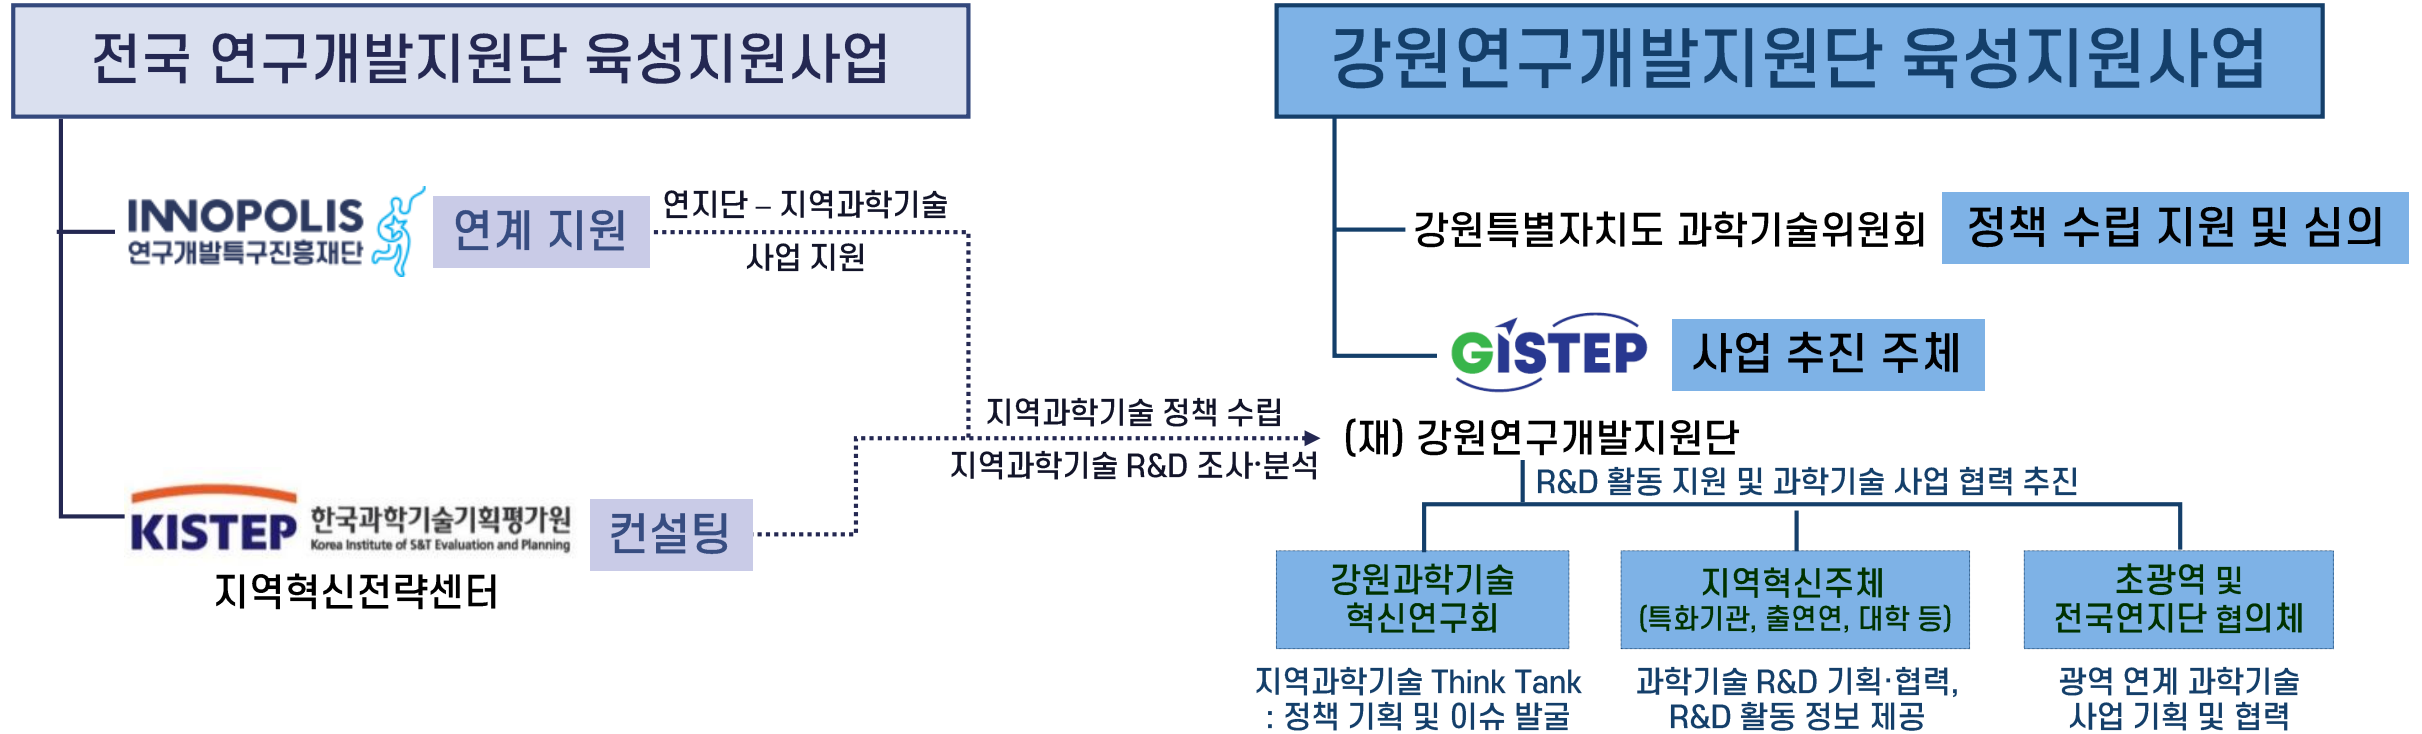 전국 연구개발지원단 육성지원사업
INNOPOLIS
연구개발특구진흥재단
연계 지원
연지단 – 지역과학기술
사업 지원
KISTEP 한국과학기술기획평가원
Korea Institute of S&T Evaluation and Planning
컨설팅
지역혁신전략센터
지역과학기술 정책 수립
지역과학기술 R&D 조사·분석
강원연구개발지원단 육성지원사업
강원특별자치도 과학기술위원회
정책 수립 지원 및 심의
GISTEP
사업 추진 주체
(재) 강원연구개발지원단
R&D 활동 지원 및 과학기술 사업 협력 추진
강원과학기술
혁신연구회
지역과학기술 Think Tank
: 정책 기획 및 이슈 발굴
지역혁신주체
(특화기관, 출연연, 대학 등)
과학기술 R&D 기획·협력,
R&D 활동 정보 제공
초광역 및
전국연지단 협의체
광역 연계 과학기술
사업 기획 및 협력